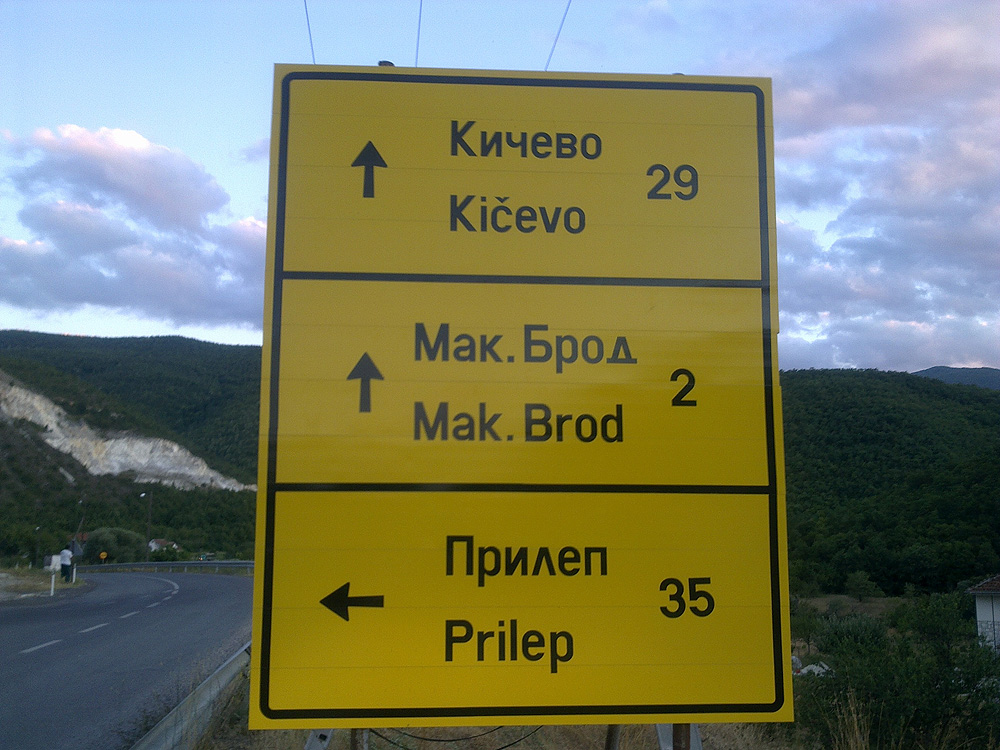 Кичево
Kičevo
29
Мак. Брод
Mak. Brod
2
Прилеп
Prilep
35